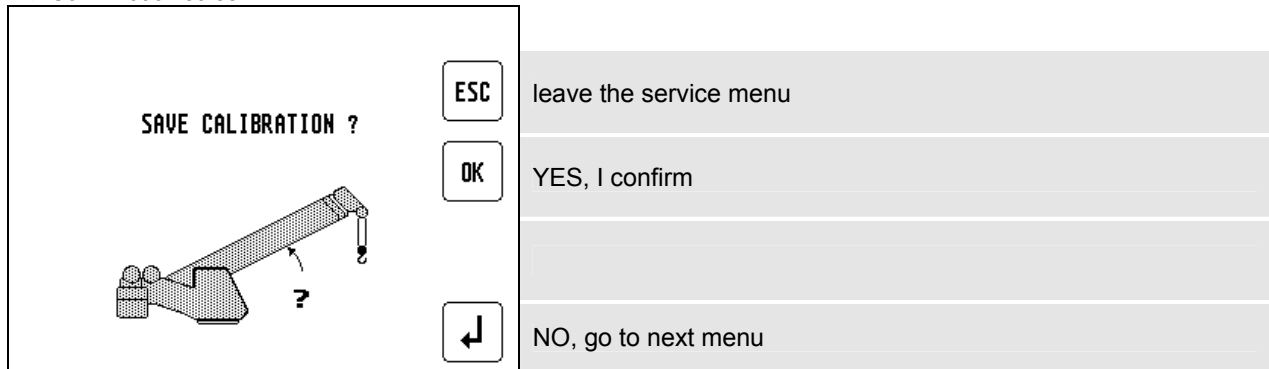 ESC
leave the service menu
SAVE CALIBRATION ?
OK
YES, I confirm
?
NO, go to next menu